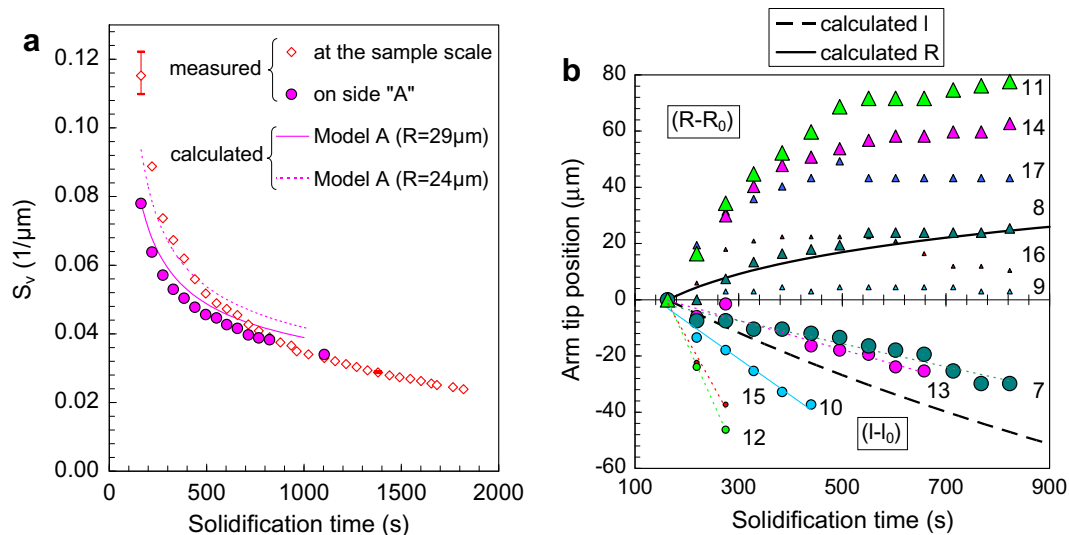 a
0.12
0.10
0.08
0.06
0.04
0.02
0.00
S_v (1/µm)
0
500
1000
1500
2000
Solidification time (s)
measured
at the sample scale
on side "A"
calculated
Model A (R=29µm)
Model A (R=24µm)
calculated l
calculated R
b
80
60
40
20
0
-20
-40
-60
Arm tip position (µm)
(R-R₀)
11
14
17
8
16
9
7
13
10
15
12
(l-l₀)
100
300
500
700
900
Solidification time (s)